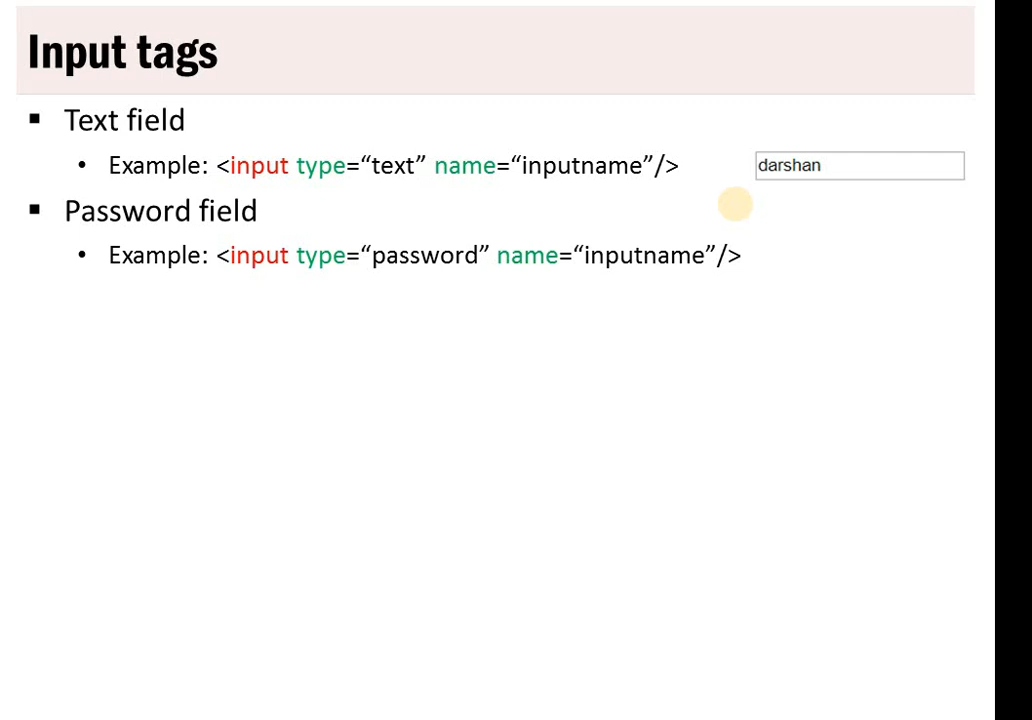 Input tags
▪ Text field
• Example: <input type=“text” name=“inputname”/> darshan
▪ Password field
• Example: <input type=“password” name=“inputname”/>